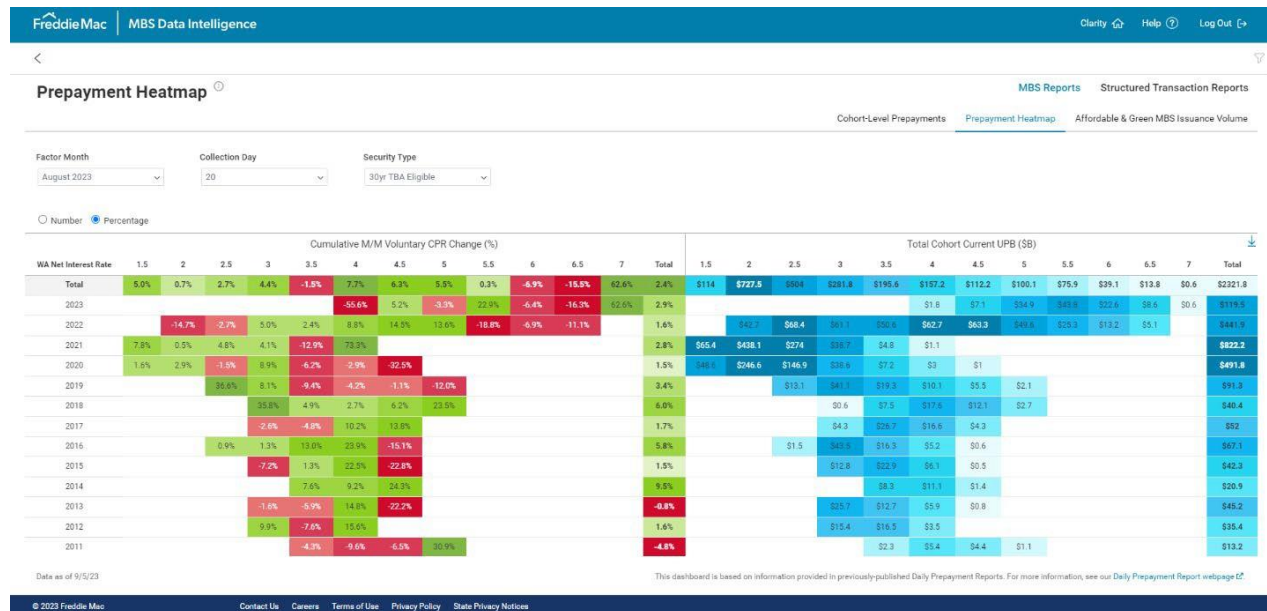 FreddieMac MBS Data Intelligence Clarity Help Log Out
Prepayment Heatmap
MBS Reports Structured Transaction Reports
Cohort-Level Prepayments Prepayment Heatmap Affordable & Green MBS Issuance Volume
Factor Month Collection Day Security Type
August 2023 20 30yr TBA Eligible
Number Percentage
Cumulative M/M Voluntary CPR Change (%) Total Cohort Current UPB ($B)
WA Net Interest Rate 1.5 2 2.5 3 3.5 4 4.5 5 5.5 6 6.5 7 Total 1.5 2 2.5 3 3.5 4 4.5 5 5.5 6 6.5 7 Total
Total 5.0% 0.7% 2.7% 4.4% -1.5% 7.7% 6.3% 5.5% 0.3% -6.9% -15.5% 62.6% 2.4% $114 $727.5 $504 $281.8 $195.6 $157.2 $112.2 $100.1 $75.9 $39.1 $13.8 $0.6 $2321.8
2023 -55.6% 5.2% -3.3% 22.9% -6.4% -16.3% 62.6% 2.9% $1.8 $7.1 $34.9 $22.6 $8.6 $0.6 $119.5
2022 -14.7% -2.7% 5.0% 2.4% 8.8% 14.5% 13.6% -18.8% -6.9% -11.1% 1.6% $42.7 $68.4 $61.1 $50.6 $62.7 $63.3 $49.6 $25.3 $13.2 $5.1 $441.9
2021 7.8% 0.5% 4.8% 4.1% -12.9% 73.3% 2.8% $65.4 $438.1 $274 $38.7 $4.8 $1.1 $822.2
2020 1.6% 2.9% -1.5% 8.9% -6.2% -2.9% -32.5% 1.5% $48.6 $246.6 $146.9 $38.6 $7.2 $3 $1 $491.8
2019 36.6% 8.1% -9.4% -4.2% -1.1% -12.0% 3.4% $13.1 $41.1 $19.3 $10.1 $5.5 $2.1 $91.3
2018 35.8% 4.9% 2.7% 6.2% 23.5% 6.0% $0.6 $7.5 $17.6 $12.1 $2.7 $40.4
2017 -2.6% -4.8% 10.2% 13.8% 1.7% $4.3 $26.7 $16.6 $4.3 $52
2016 0.9% 1.3% 13.0% 23.9% -15.1% 5.8% $1.5 $43.5 $16.3 $5.2 $0.6 $67.1
2015 -7.2% 1.3% 22.5% -22.8% 1.5% $12.8 $22.9 $6.1 $0.5 $42.3
2014 7.6% 9.2% 24.3% 9.5% $8.3 $11.1 $1.4 $20.9
2013 -1.6% -5.9% 14.8% -22.2% -0.8% $25.7 $12.7 $5.9 $0.8 $45.2
2012 9.9% -7.6% 15.6% 1.6% $15.4 $16.5 $3.5 $35.4
2011 -4.3% -9.6% -6.5% 30.9% -4.8% $2.3 $5.4 $4.4 $1.1 $13.2
Data as of 9/5/23 This dashboard is based on information provided in previously-published Daily Prepayment Reports. For more information, see our Daily Prepayment Report webpage
© 2023 Freddie Mac Contact Us Careers Terms of Use Privacy Policy State Privacy Notices